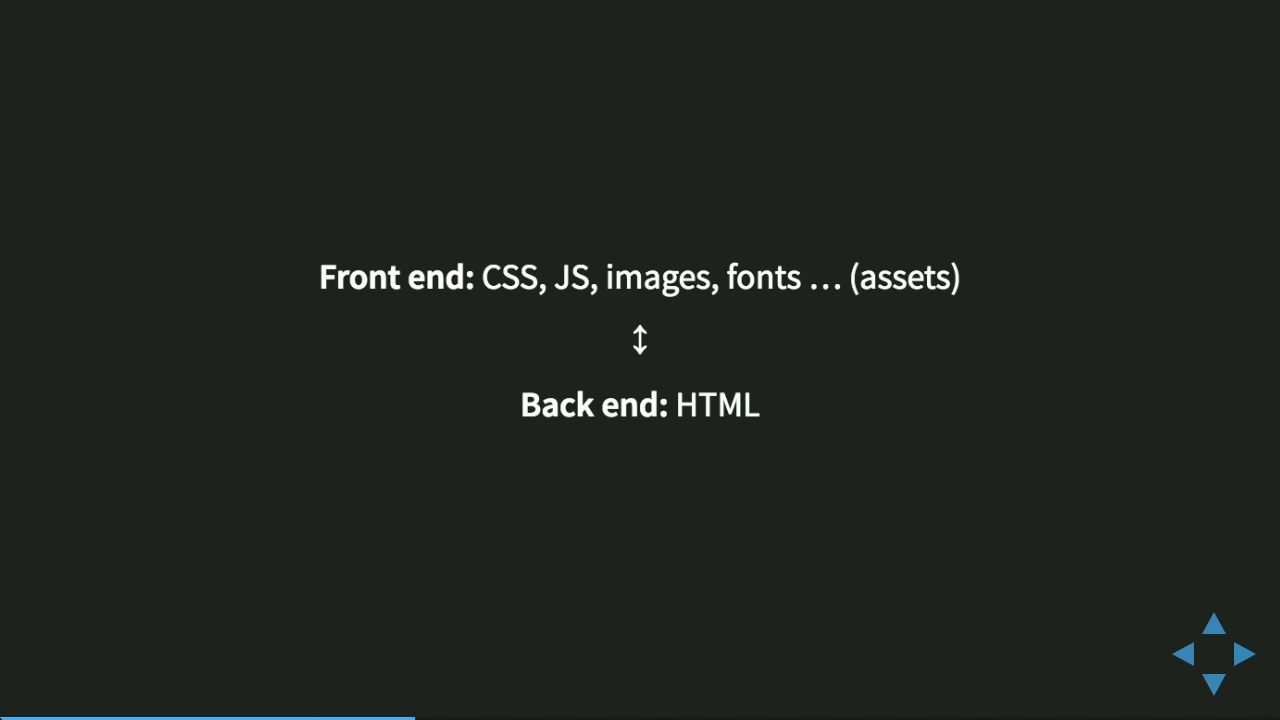 Front end: CSS, JS, images, fonts … (assets)
↕
Back end: HTML